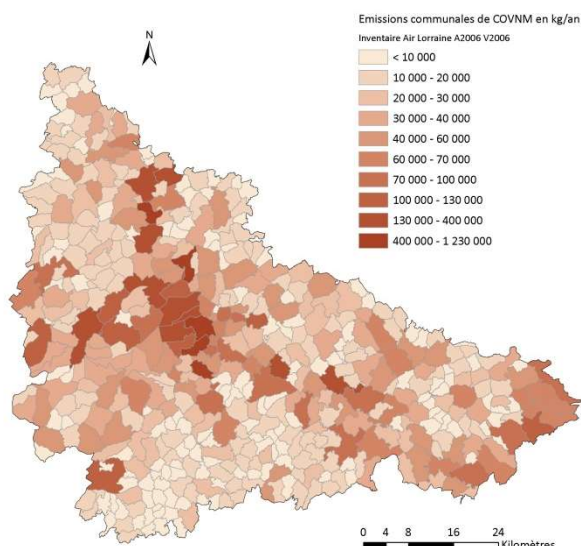 Emissions communales de COVNM en kg/an
Inventaire Air Lorraine A2006 V2006
N
< 10 000
10 000 - 20 000
20 000 - 30 000
30 000 - 40 000
40 000 - 60 000
60 000 - 70 000
70 000 - 100 000
100 000 - 130 000
130 000 - 400 000
400 000 - 1 230 000
0 4 8 16 24
Kilomètres